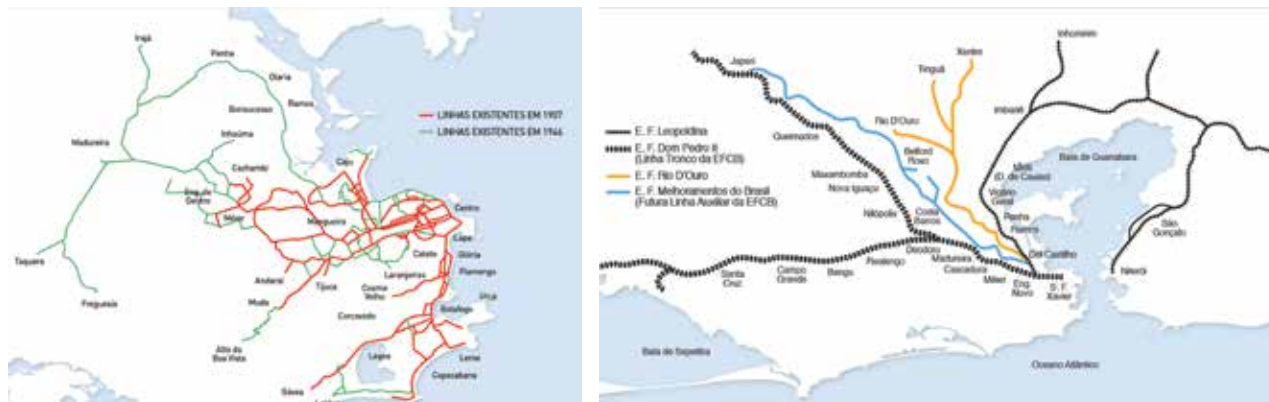 Irajá
Penha
Olaria
Ramos
Bonsucesso
LINHAS EXISTENTES EM 1907
LINHAS EXISTENTES EM 1946
Madureira
Inhaúma
Cachambi
Caju
Eng. de
Dentro
Méier
Mangueira
Centro
Lapa
Catete
Glória
Taquara
Andaraí
Laranjeiras
Flamengo
Tijuca
Cosme
Velho
Freguesia
Muda
Urca
Botafogo
Corcovado
Alto da
Boa Vista
Lagoa
Leme
Copacabana
Gávea
Inhomirim
Xerém
Japeri
Tinguá
Imbariê
Rio D'Ouro
E. F. Leopoldina
E. F. Dom Pedro II
(Linha Tronco da EFCB)
E. F. Rio D'Ouro
E. F. Melhoramentos do Brasil
(Futura Linha Auxiliar da EFCB)
Queimados
Belford
Roxo
Baía de Guanabara
Maxambomba
Nova Iguaçu
(D. de Caxias)
Vigário
Geral
Nilópolis
Costa
Barros
Penha
Ramos
São
Gonçalo
Deodoro
Del Castilho
Madureira
Cascadura
Realengo
Bangu
Campo
Grande
Santa
Cruz
Méier
Eng.
Novo
S. F.
Xavier
Niterói
Baía de Sepetiba
Oceano Atlântico